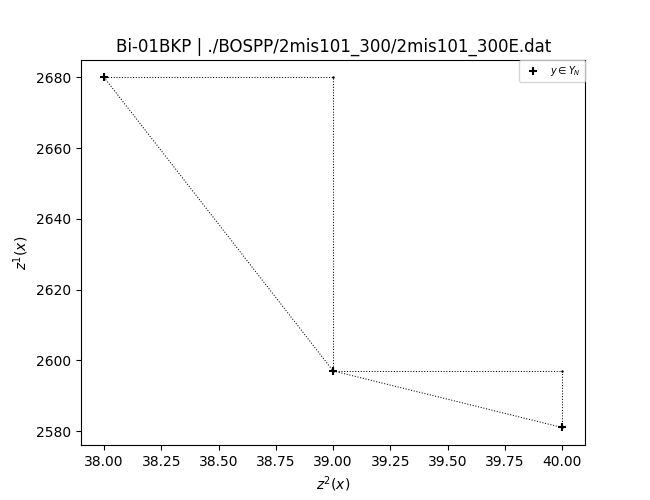 Bi-01BKP | ./BOSPP/2mis101_300/2mis101_300E.dat
y ∈ Y_N
2680
2660
2640
2620
2600
2580
z^1(x)
38.00 38.25 38.50 38.75 39.00 39.25 39.50 39.75 40.00
z^2(x)